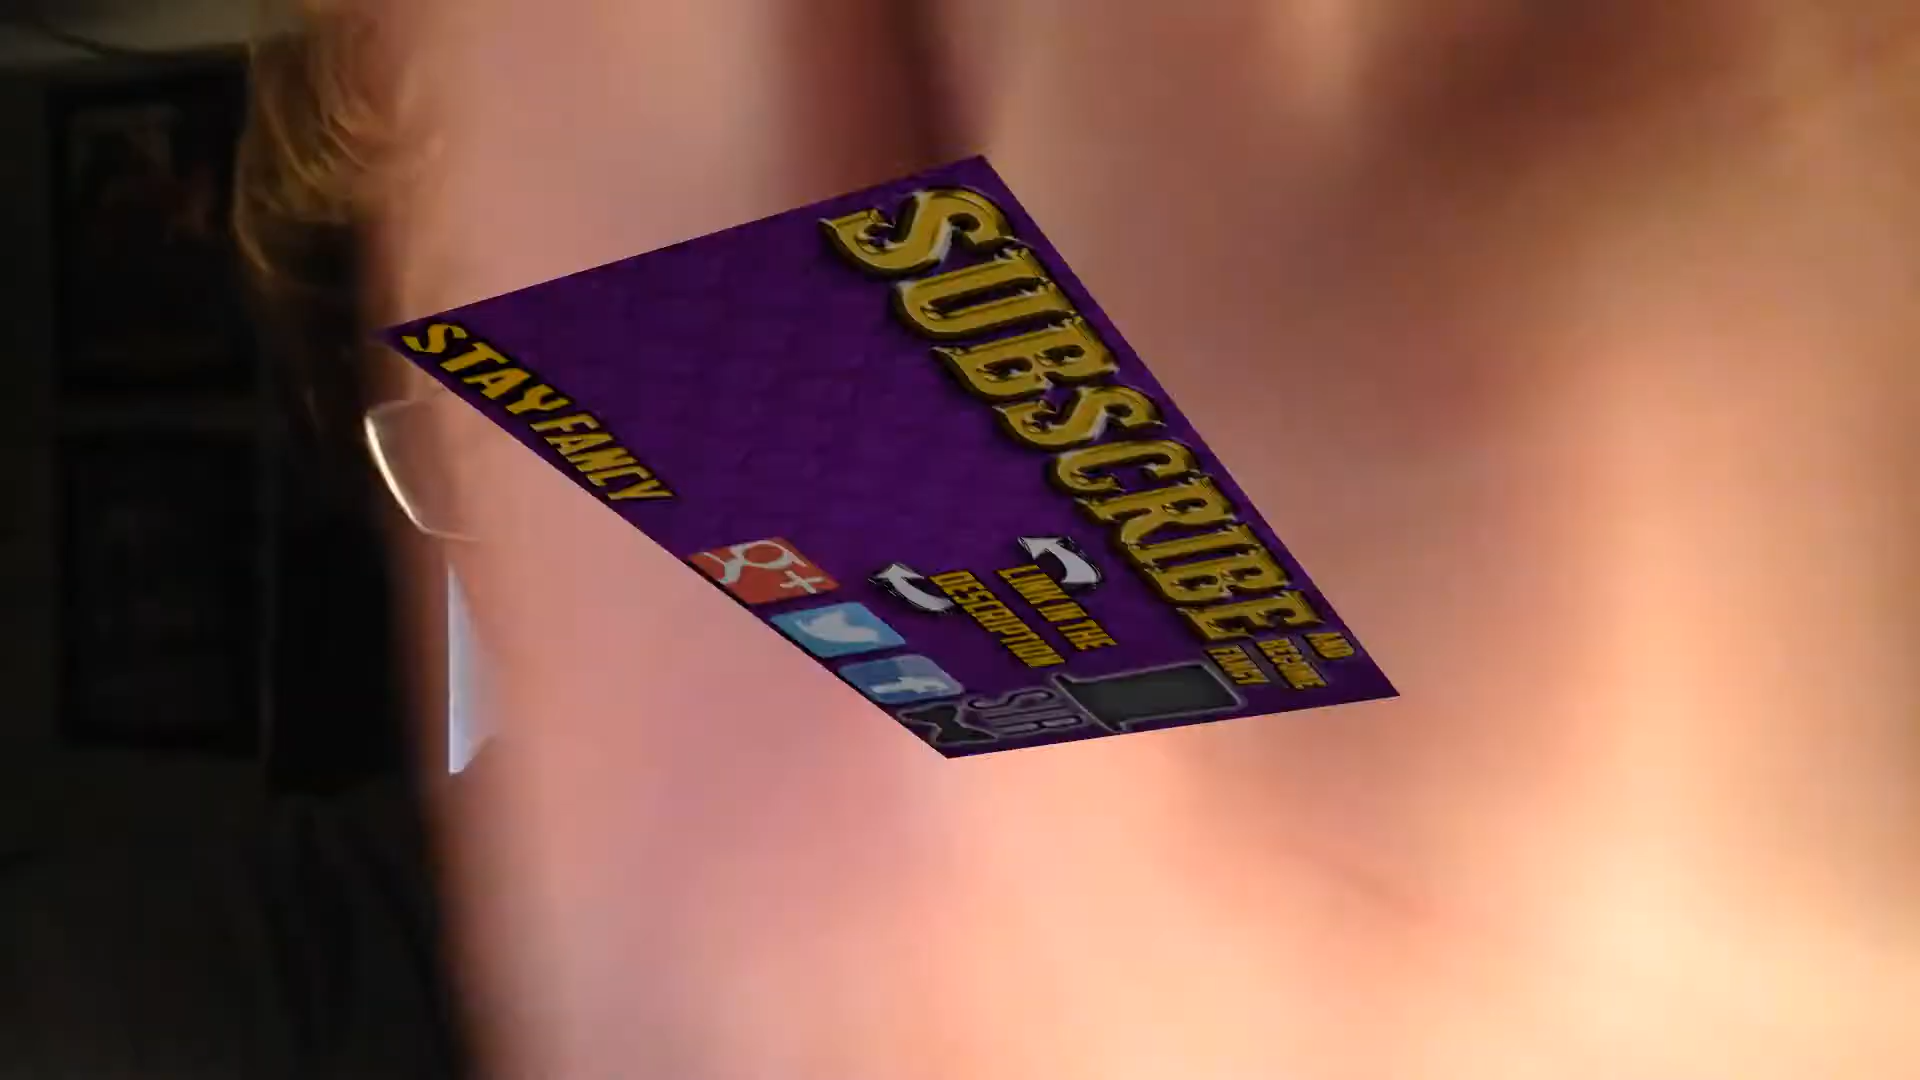 SUBSCRIBE
AND
BECOME
FANCY
LINK IN THE
DESCRIPTION
SIR
STAY FANCY